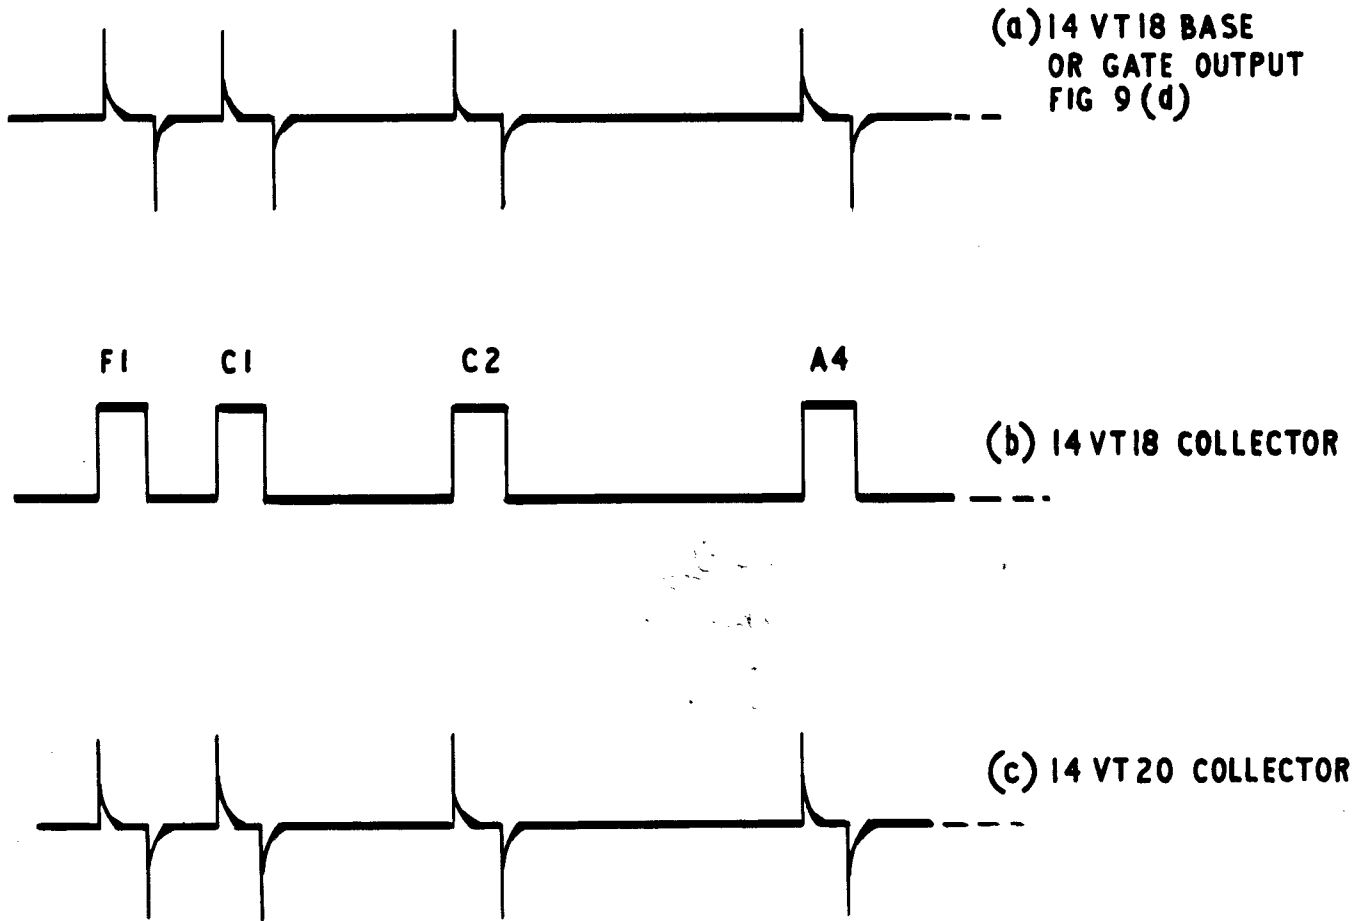 (a) 14 VT18 BASE
OR GATE OUTPUT
FIG 9(d)
F1 C1 C2 A4
(b) 14 VT18 COLLECTOR
(c) 14 VT20 COLLECTOR